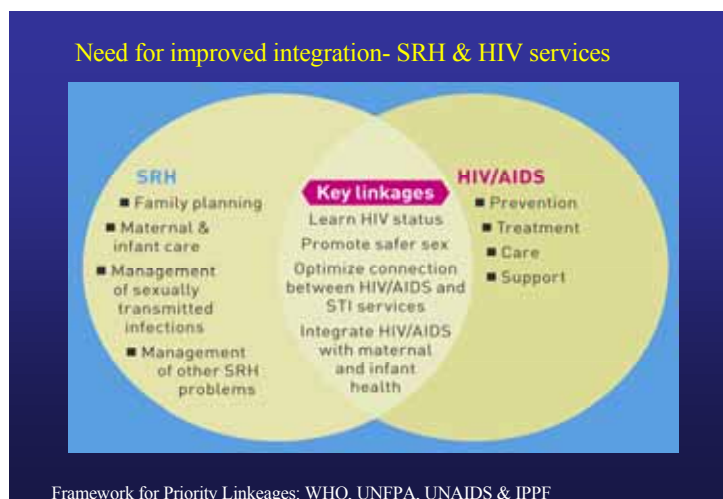 Need for improved integration- SRH & HIV services
SRH
■ Family planning
■ Maternal &
infant care
■ Management
of sexually
transmitted
infections
■ Management
of other SRH
problems
Key linkages
Learn HIV status
Promote safer sex
Optimize connection
between HIV/AIDS and
STI services
Integrate HIV/AIDS
with maternal
and infant
health
HIV/AIDS
■ Prevention
■ Treatment
■ Care
■ Support
Framework for Priority Linkeages: WHO, UNFPA, UNAIDS & IPPF